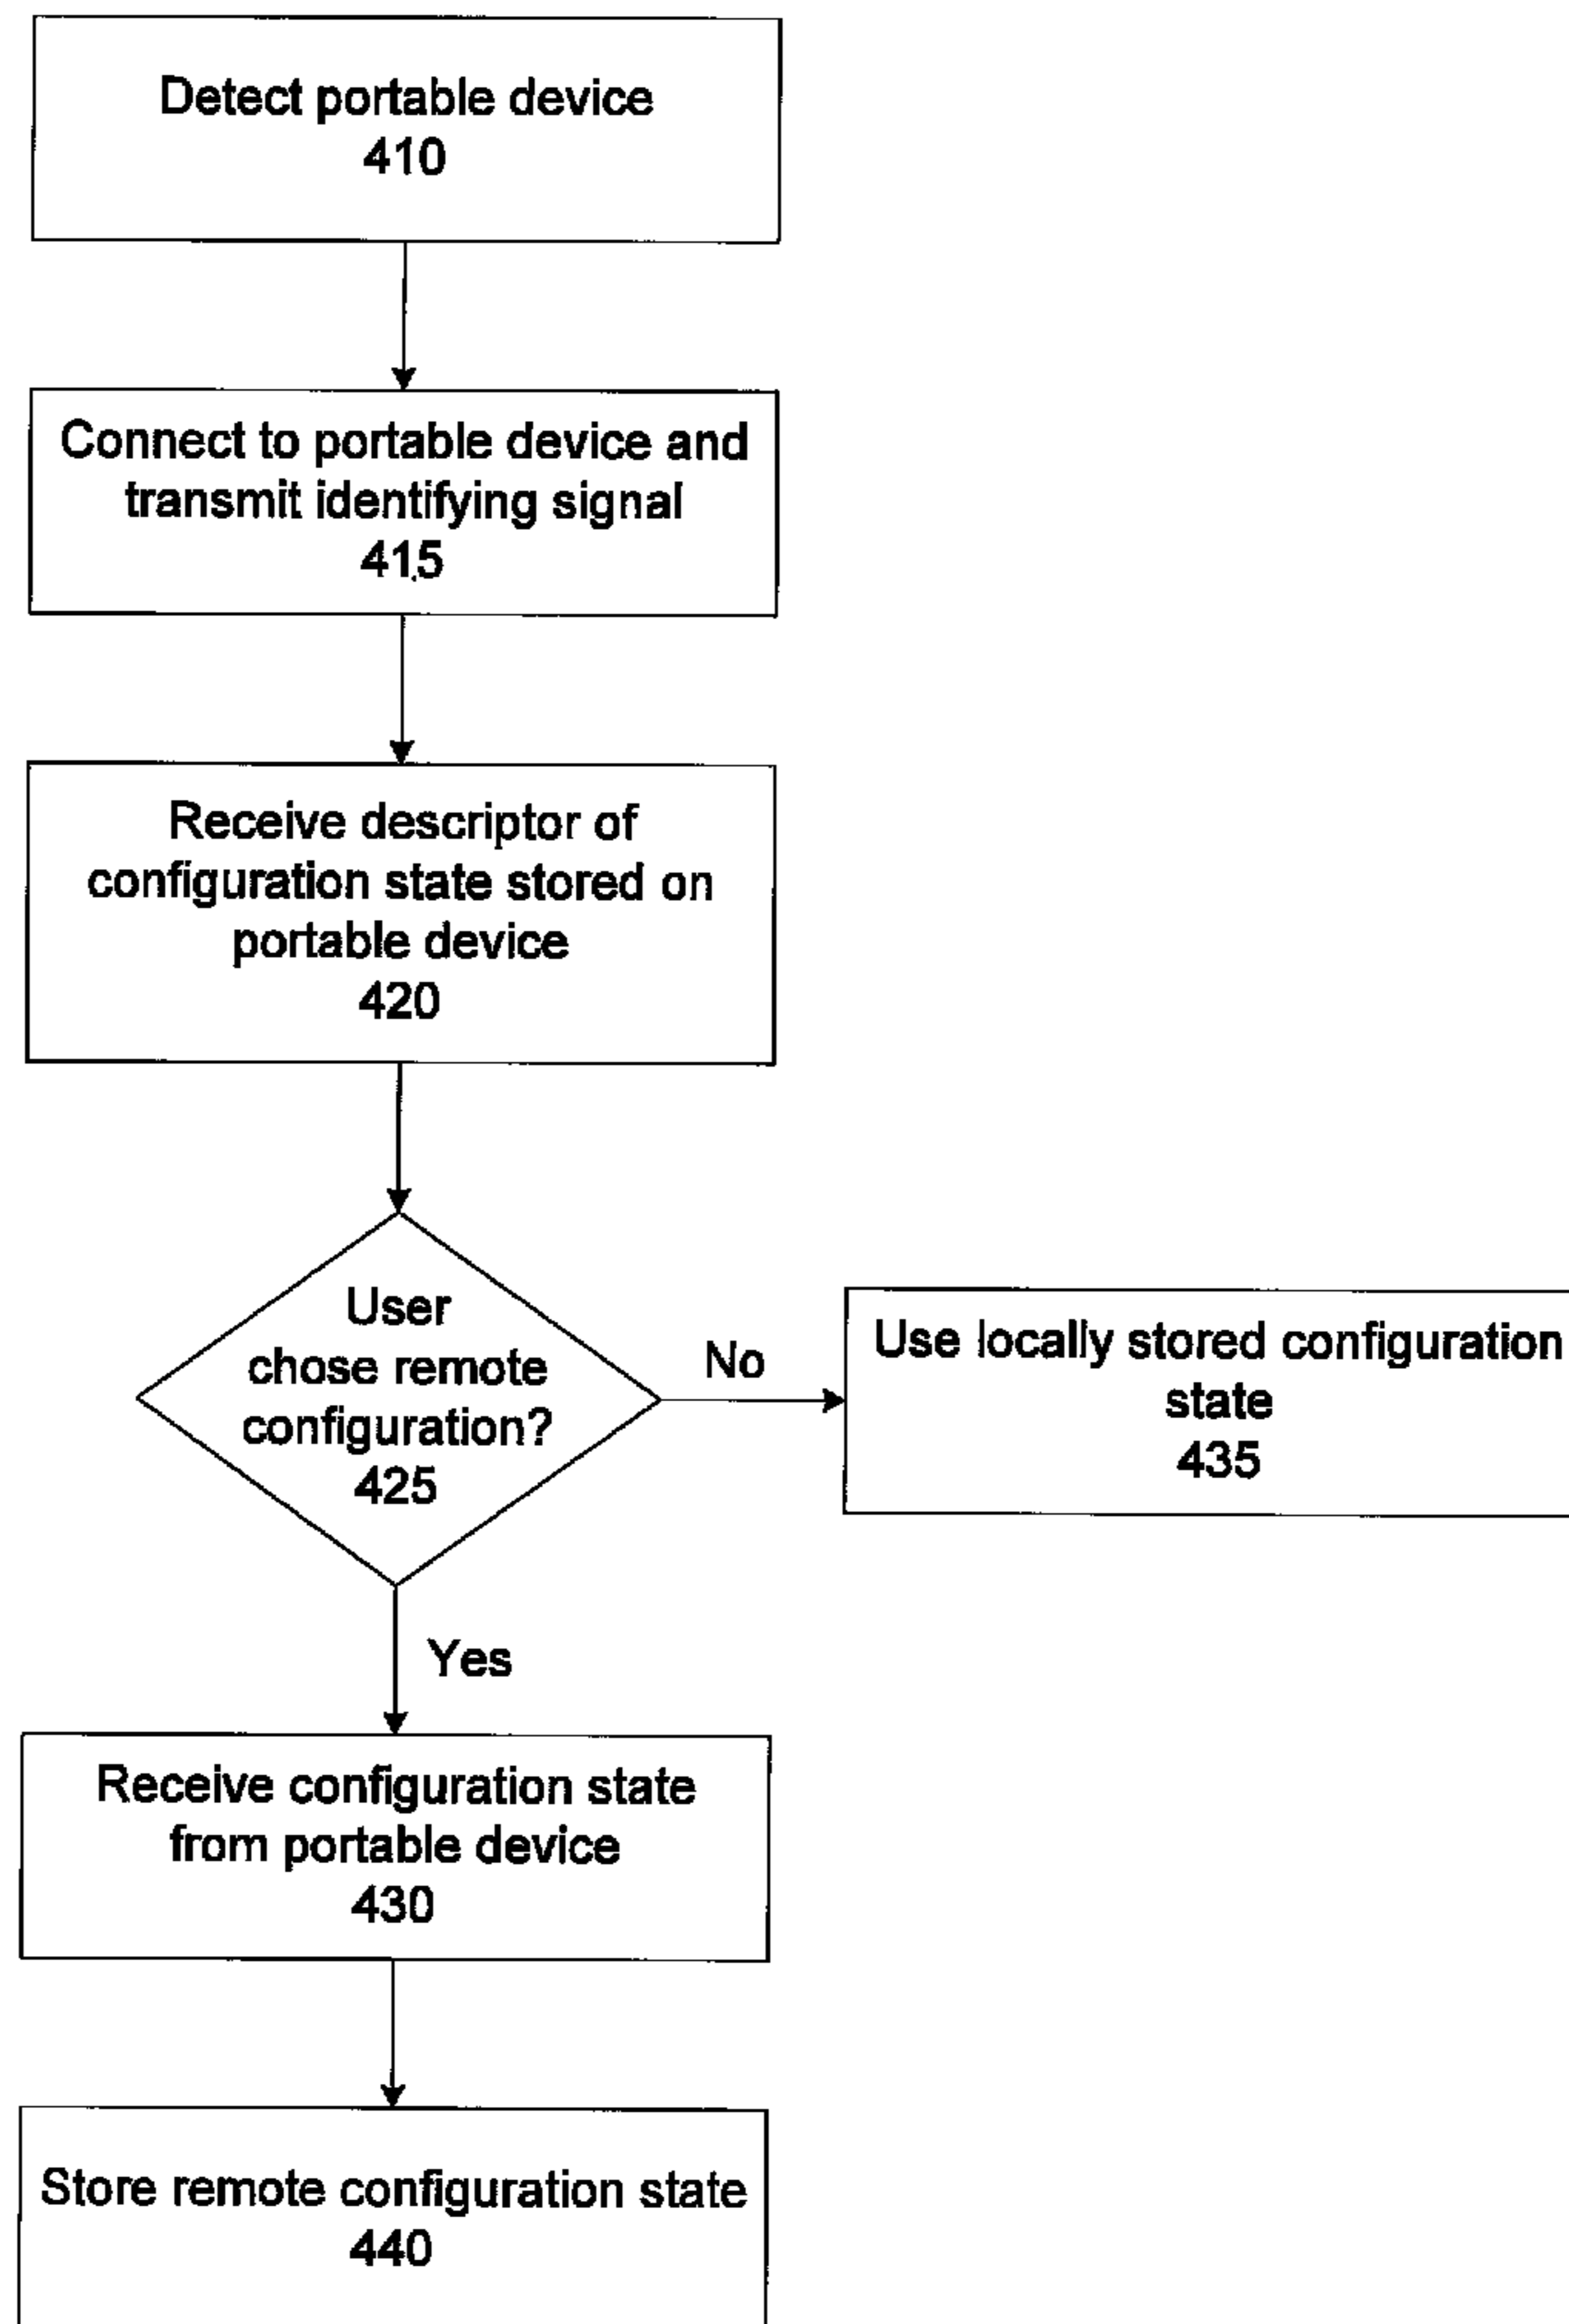 Detect portable device
410
Connect to portable device and
transmit identifying signal
415
Receive descriptor of
configuration state stored on
portable device
420
User
chose remote
configuration?
425
No
Use locally stored configuration
state
435
Yes
Receive configuration state
from portable device
430
Store remote configuration state
440